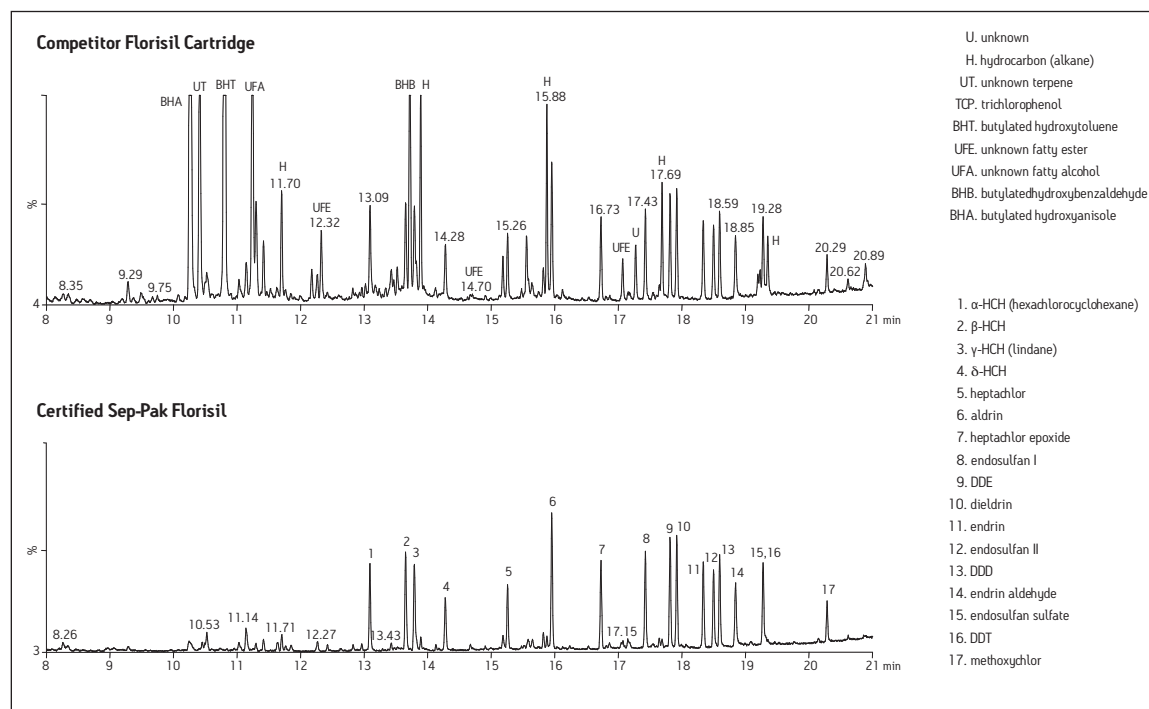 Competitor Florisil Cartridge
BHA
UT
BHT
UFA
BHB
H
H
15.88
H
11.70
UFE
12.32
13.09
14.28
UFE
14.70
15.26
16.73
UFE
U
17.43
H
17.69
18.59
18.85
19.28
H
20.29
20.62
20.89
8.35
9.29
9.75
%
4
8 9 10 11 12 13 14 15 16 17 18 19 20 21 min
Certified Sep-Pak Florisil
8.26
10.53
11.14
11.71
12.27
1
13.43
2
3
4
5
6
7
17.15
8
9
10
11
12
13
14
15,16
17
%
3
8 9 10 11 12 13 14 15 16 17 18 19 20 21 min
U. unknown
H. hydrocarbon (alkane)
UT. unknown terpene
TCP. trichlorophenol
BHT. butylated hydroxytoluene
UFE. unknown fatty ester
UFA. unknown fatty alcohol
BHB. butylatedhydroxybenzaldehyde
BHA. butylated hydroxyanisole
1. α-HCH (hexachlorocyclohexane)
2. β-HCH
3. γ-HCH (lindane)
4. δ-HCH
5. heptachlor
6. aldrin
7. heptachlor epoxide
8. endosulfan I
9. DDE
10. dieldrin
11. endrin
12. endosulfan II
13. DDD
14. endrin aldehyde
15. endosulfan sulfate
16. DDT
17. methoxychlor